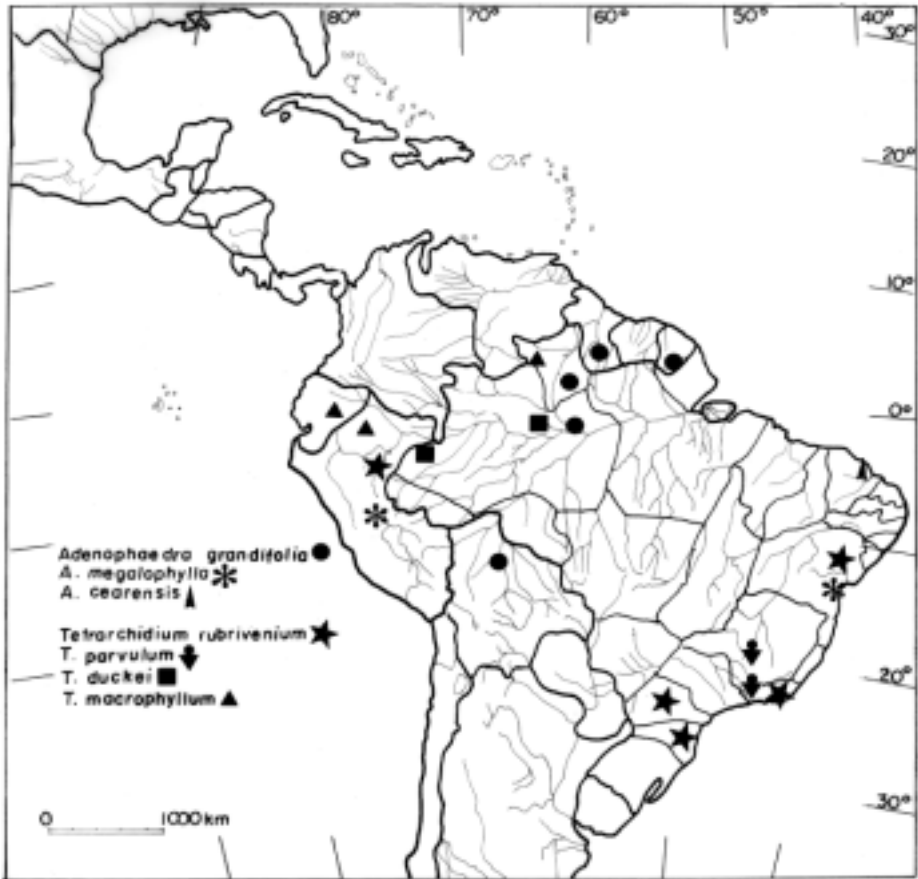 80° 70° 60° 50° 40°
30°
20°
10°
0°
Adenophaedra grandifolia
A. megalophylla
A. cearensis
Tetrorchidium rubrivenium
T. parvulum
T. duckei
T. macrophyllum
20°
30°
0 1000 km